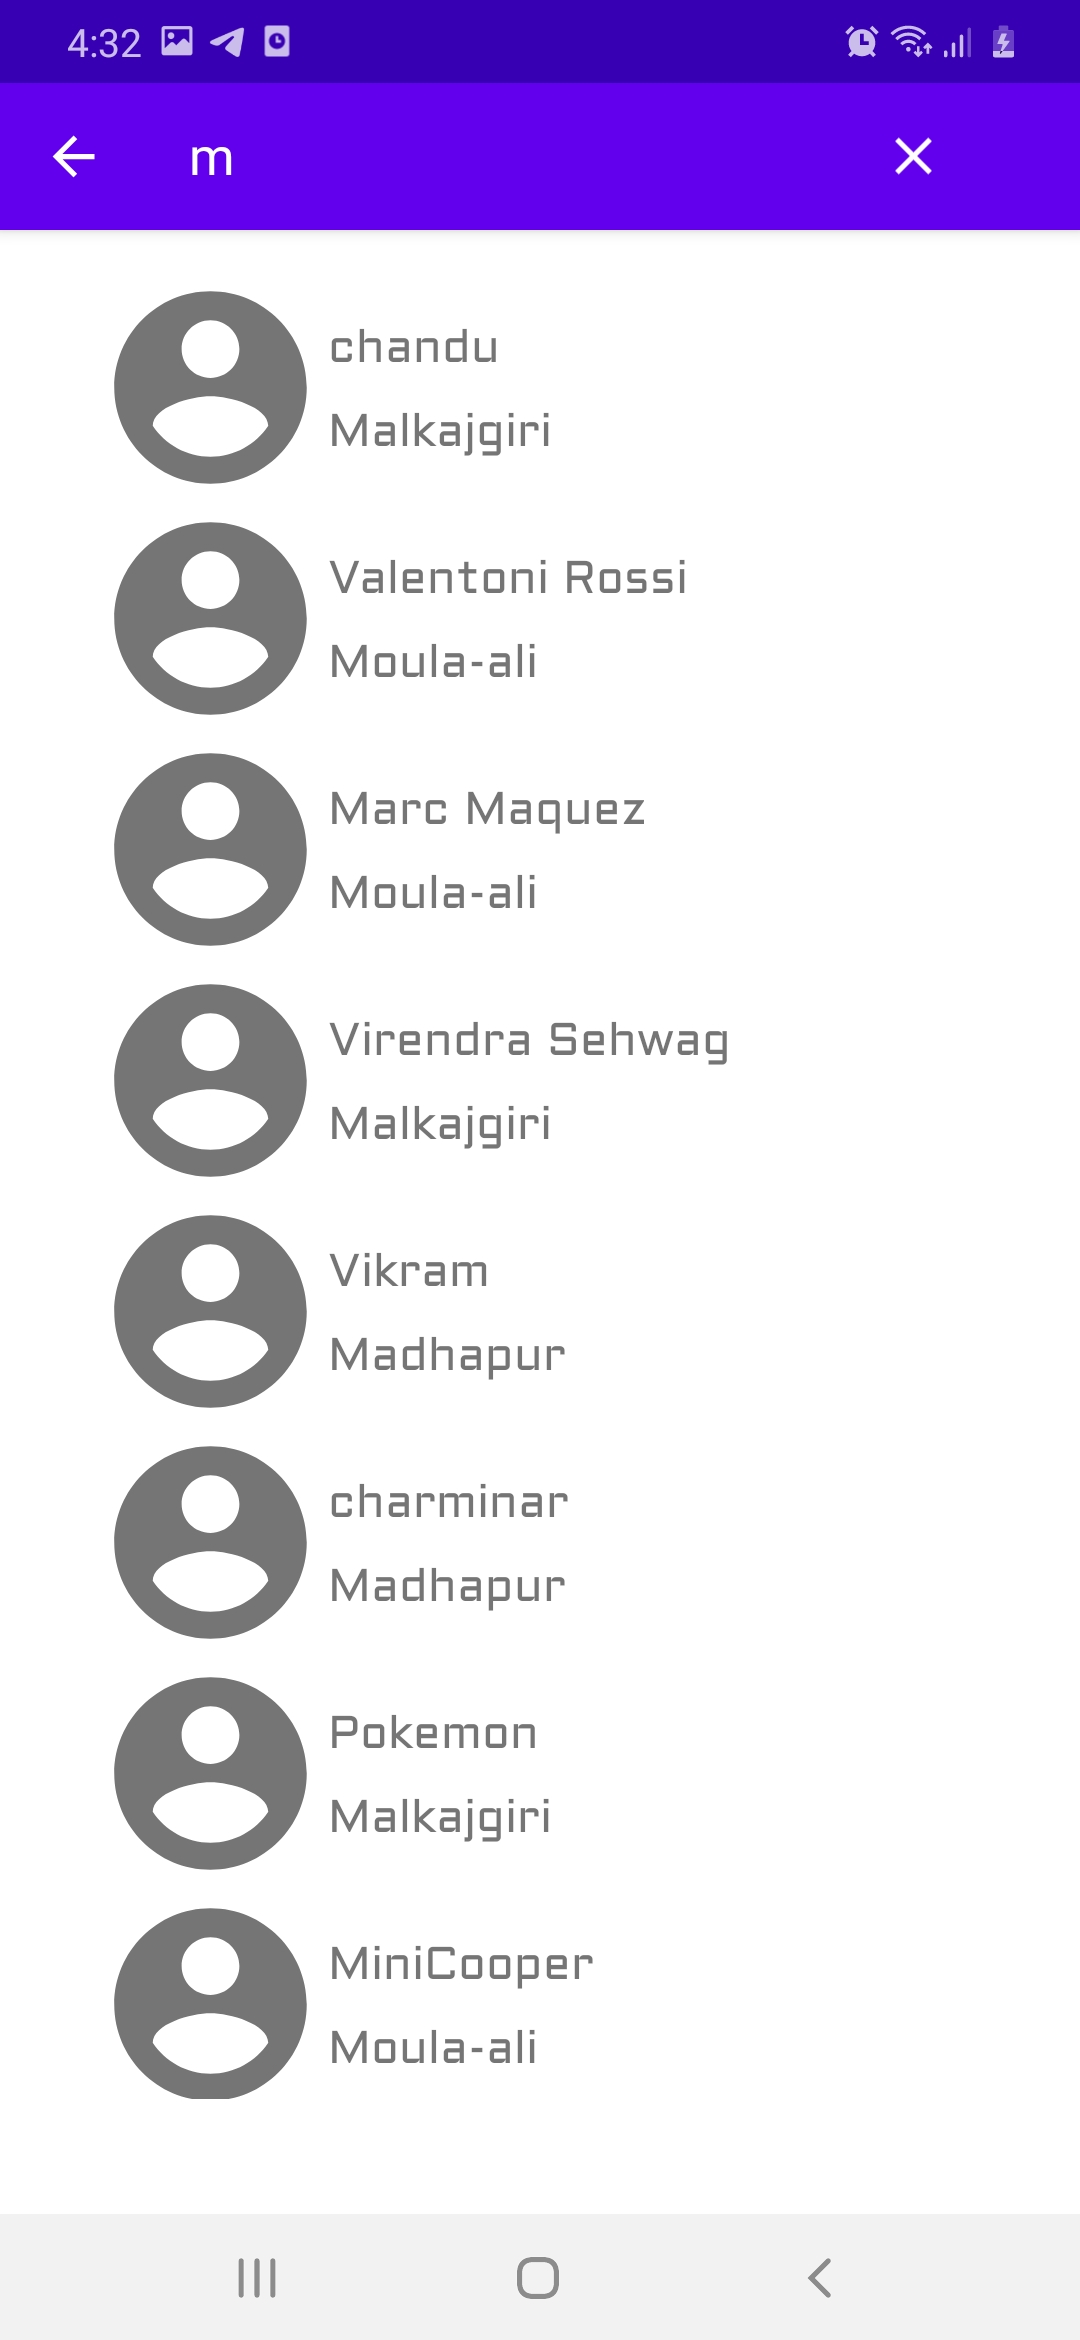 4:32
m
chandu
Malkajgiri
Valentoni Rossi
Moula-ali
Marc Maquez
Moula-ali
Virendra Sehwag
Malkajgiri
Vikram
Madhapur
charminar
Madhapur
Pokemon
Malkajgiri
MiniCooper
Moula-ali